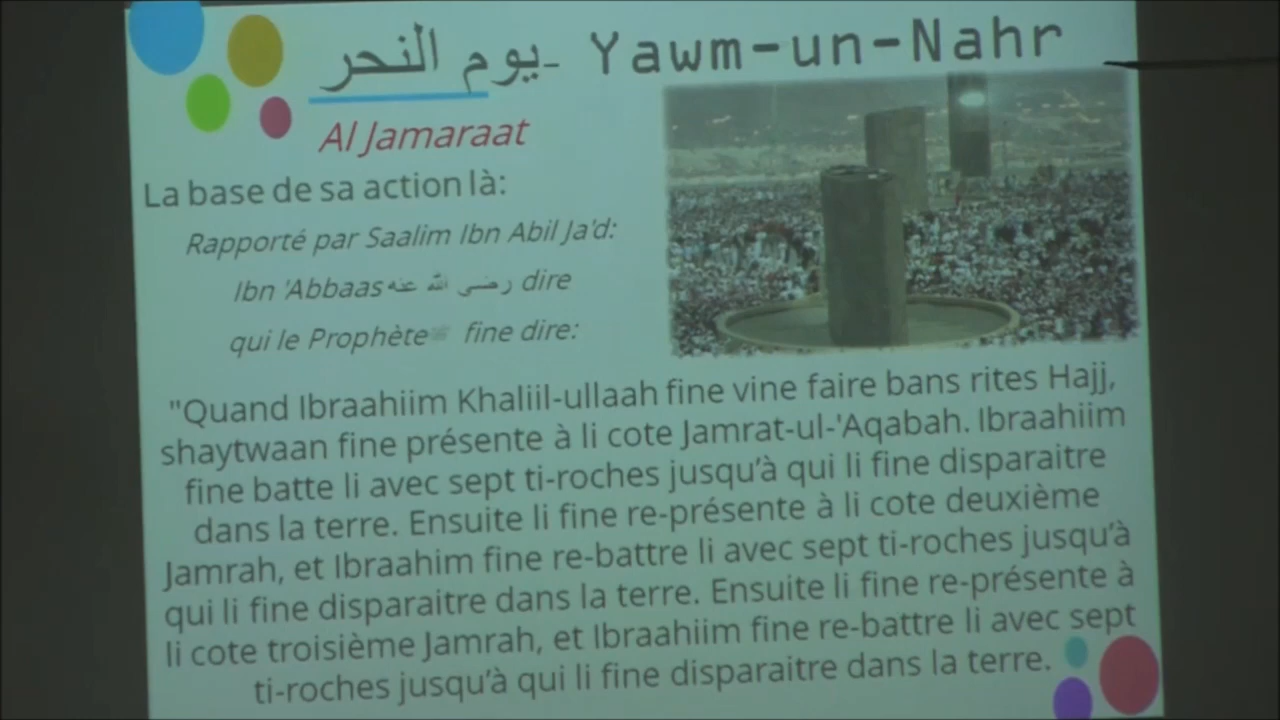 يوم النحر- Yawm-un-Nahr
Al Jamaraat
La base de sa action là:
Rapporté par Saalim Ibn Abil Ja'd:
Ibn 'Abbaas رضي الله عنه dire
qui le Prophète ﷺ fine dire:
"Quand Ibraahiim Khaliil-ullaah fine vine faire bans rites Hajj,
shaytwaan fine présente à li cote Jamrat-ul-'Aqabah. Ibraahiim
fine batte li avec sept ti-roches jusqu'à qui li fine disparaitre
dans la terre. Ensuite li fine re-présente à li cote deuxième
Jamrah, et Ibraahim fine re-battre li avec sept ti-roches jusqu'à
qui li fine disparaitre dans la terre. Ensuite li fine re-présente à
li cote troisième Jamrah, et Ibraahiim fine re-battre li avec sept
ti-roches jusqu'à qui li fine disparaitre dans la terre.